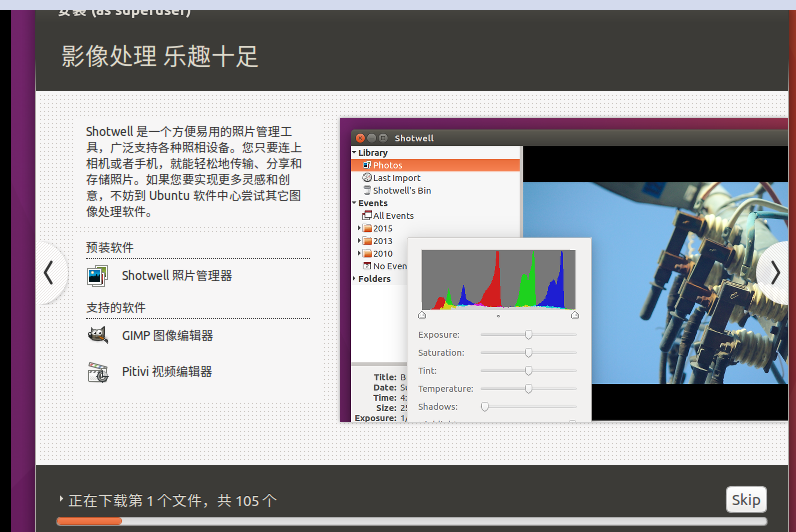 安装 (as superuser)
影像处理 乐趣十足
Shotwell 是一个方便易用的照片管理工
具，广泛支持各种照相设备。您只要连上
相机或者手机，就能轻松地传输、分享和
存储照片。如果您要实现更多灵感和创
意，不妨到 Ubuntu 软件中心尝试其它图
像处理软件。
预装软件
Shotwell 照片管理器
支持的软件
GIMP 图像编辑器
Pitivi 视频编辑器
Shotwell
Library
Photos
Last Import
Shotwell's Bin
Events
All Events
2015
2013
2010
No Even
Folders
Exposure:
Saturation:
Tint:
Temperature:
Shadows:
Title: B
Date: Su
Time: 4:
Size: 25
Exposure: 1/
正在下载第 1 个文件，共 105 个
Skip